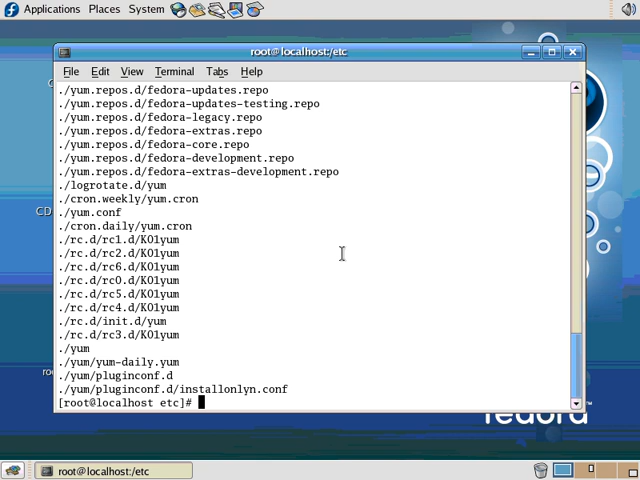 Applications Places System
root@localhost:/etc
File Edit View Terminal Tabs Help
./yum.repos.d/fedora-updates.repo
./yum.repos.d/fedora-updates-testing.repo
./yum.repos.d/fedora-legacy.repo
./yum.repos.d/fedora-extras.repo
./yum.repos.d/fedora-core.repo
./yum.repos.d/fedora-development.repo
./yum.repos.d/fedora-extras-development.repo
./logrotate.d/yum
./cron.weekly/yum.cron
./yum.conf
./cron.daily/yum.cron
./rc.d/rc1.d/K01yum
./rc.d/rc2.d/K01yum
./rc.d/rc6.d/K01yum
./rc.d/rc0.d/K01yum
./rc.d/rc5.d/K01yum
./rc.d/rc4.d/K01yum
./rc.d/init.d/yum
./rc.d/rc3.d/K01yum
./yum
./yum/yum-daily.yum
./yum/pluginconf.d
./yum/pluginconf.d/installonlyn.conf
[root@localhost etc]#
fedora™
root@localhost:/etc